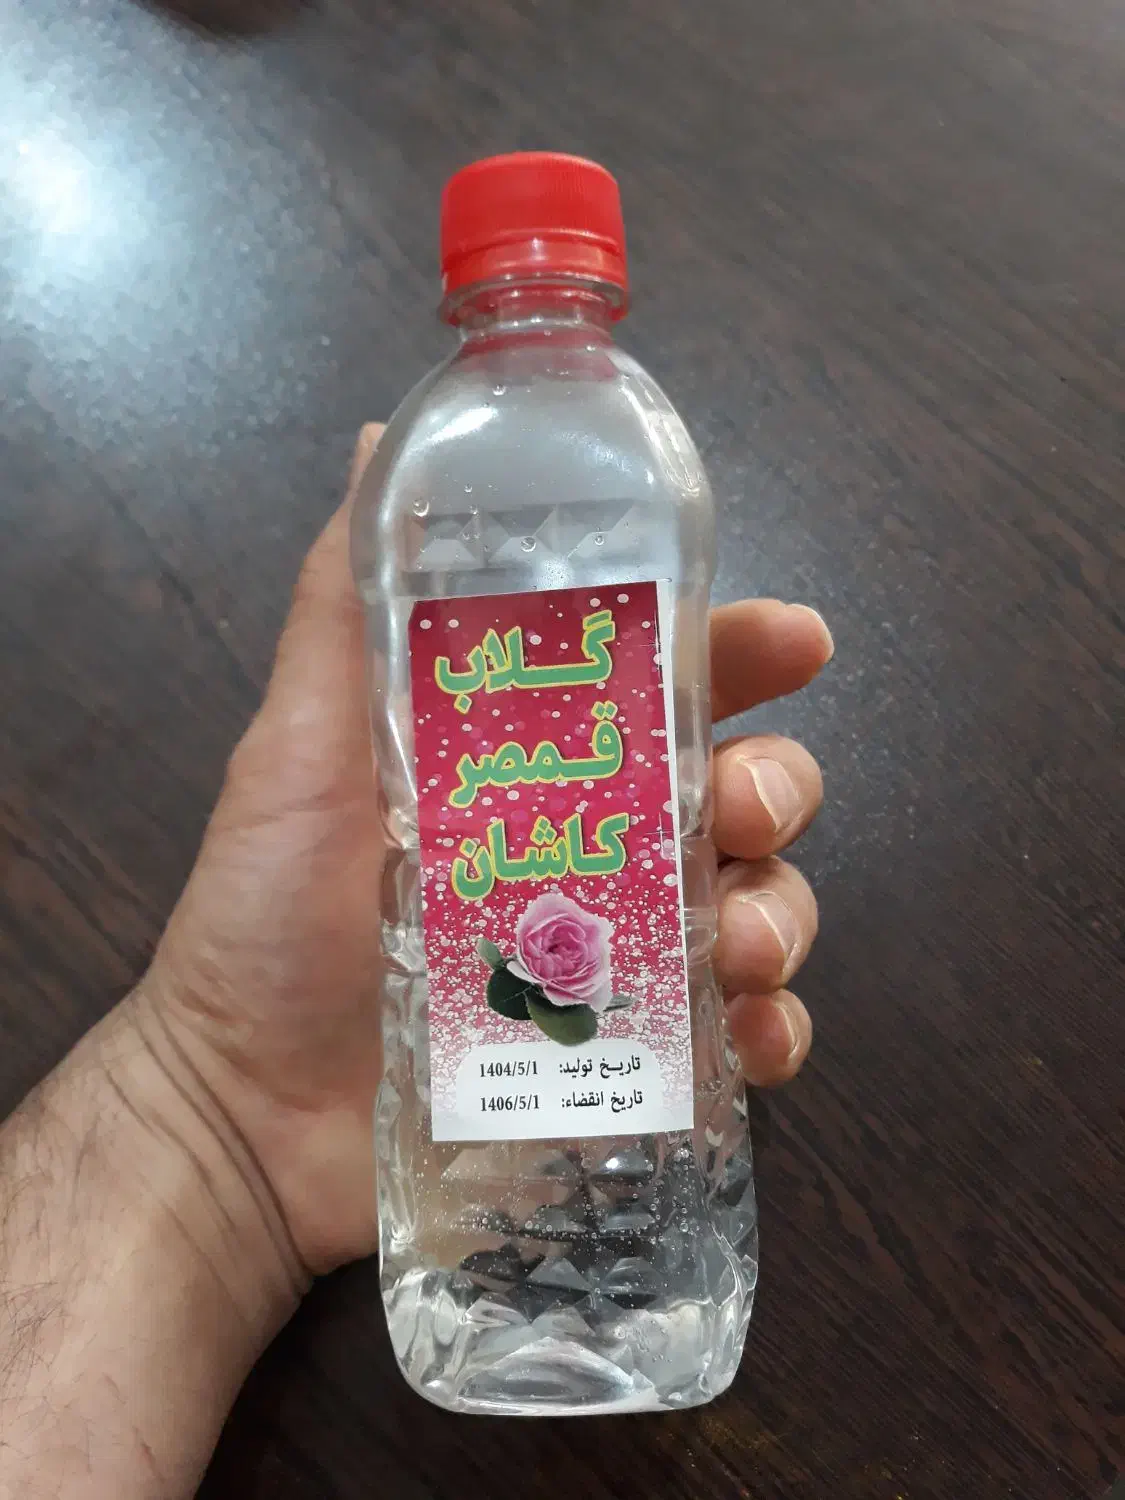 گلاب
قمصر
کاشان
تاریخ تولید: 1404/5/1
تاریخ انقضاء: 1406/5/1